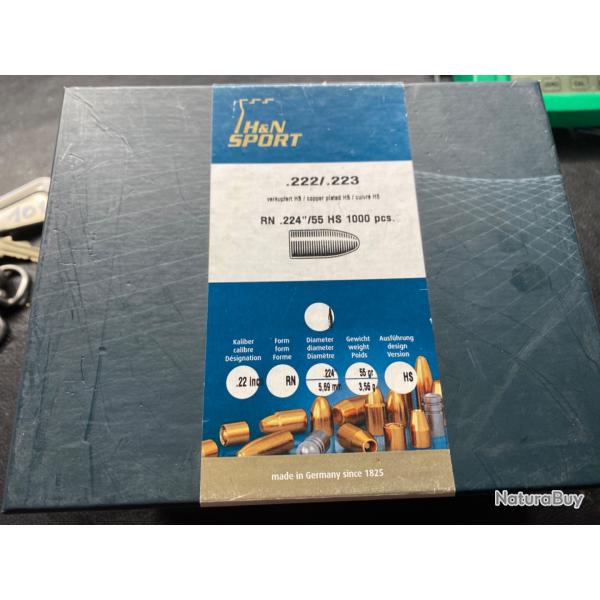 H&N
SPORT
.222/.223
verkupfert HS / copper plated HS / cuivre HS
RN .224"/55 HS 1000 pcs.
Kaliber
calibre
Désignation
Form
form
Forme
Diameter
diameter
Diamètre
Gewicht
weight
Poids
Ausführung
design
Version
.22 inc
RN
.224
5,69 mm
55 gr
3,56 g
HS
made in Germany since 1825
NaturaBuy